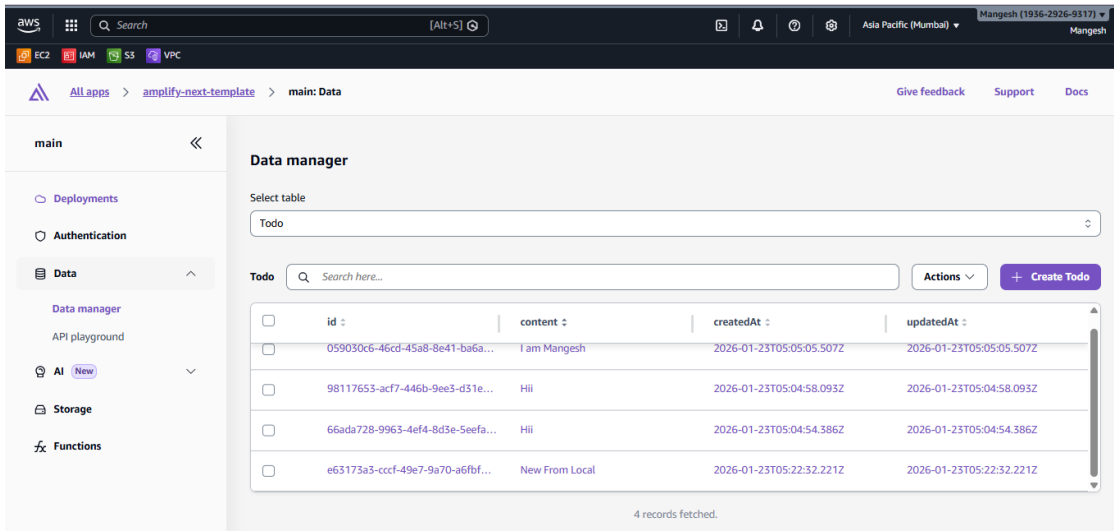 aws Search [Alt+S] Asia Pacific (Mumbai) Mangesh (1936-2926-9317)
Mangesh
EC2 IAM S3 VPC
All apps > amplify-next-template > main: Data Give feedback Support Docs
main
Data manager
Select table
Todo
Deployments
Authentication
Data
Data manager
API playground
AI New
Storage
Functions
Todo Search here... Actions + Create Todo
id content createdAt updatedAt
059030c6-46cd-45a8-8e41-ba6a... I am Mangesh 2026-01-23T05:05:05.507Z 2026-01-23T05:05:05.507Z
98117653-acf7-446b-9ee3-d31e... Hii 2026-01-23T05:04:58.093Z 2026-01-23T05:04:58.093Z
66ada728-9963-4ef4-8d3e-5eefa... Hii 2026-01-23T05:04:54.386Z 2026-01-23T05:04:54.386Z
e63173a3-cccf-49e7-9a70-a6fbf... New From Local 2026-01-23T05:22:32.221Z 2026-01-23T05:22:32.221Z
4 records fetched.